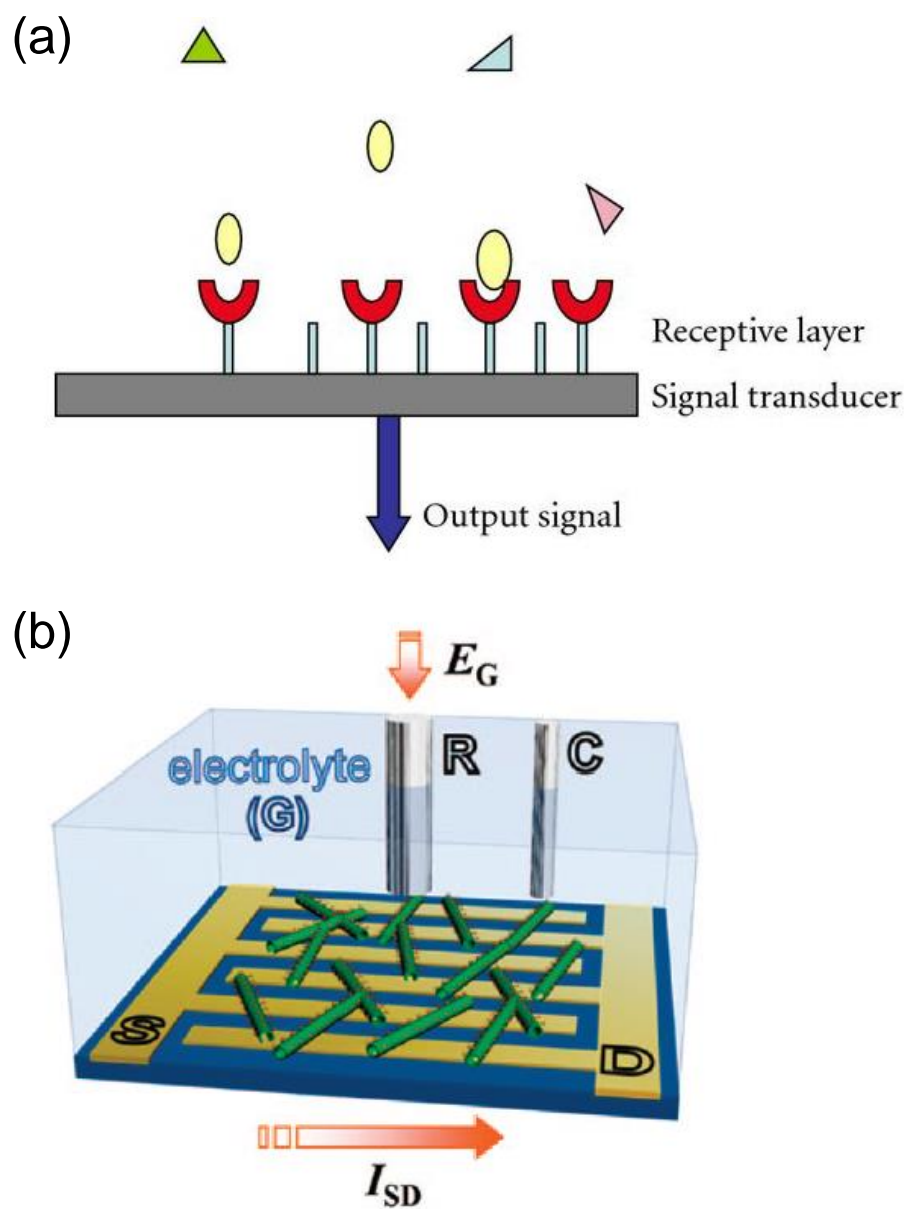 (a)
Receptive layer
Signal transducer
Output signal
(b)
E_G
R
C
electrolyte
(G)
S
D
I_SD